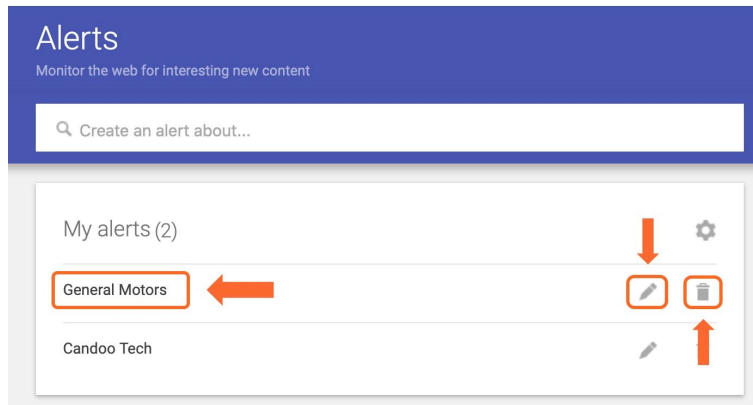 Alerts
Monitor the web for interesting new content
Create an alert about...
My alerts (2)
General Motors
Candoo Tech